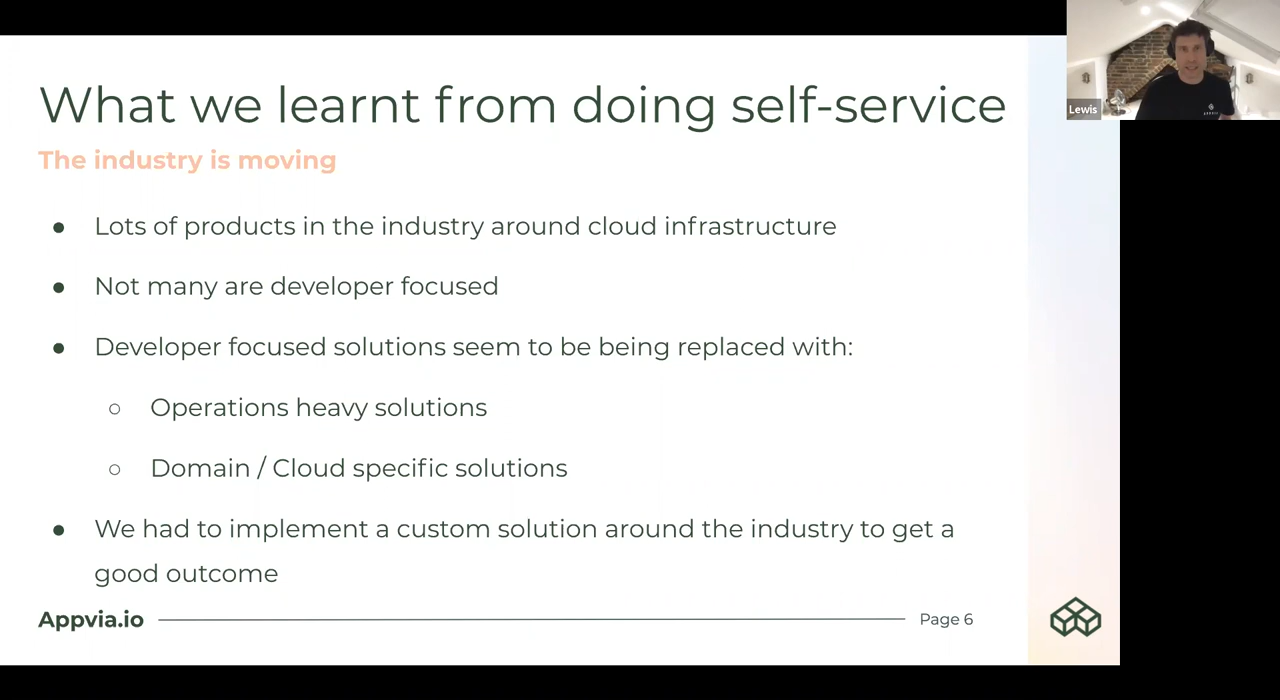 What we learnt from doing self-service
The industry is moving
● Lots of products in the industry around cloud infrastructure
● Not many are developer focused
● Developer focused solutions seem to be being replaced with:
○ Operations heavy solutions
○ Domain / Cloud specific solutions
● We had to implement a custom solution around the industry to get a
good outcome
Appvia.io
Page 6
Lewis